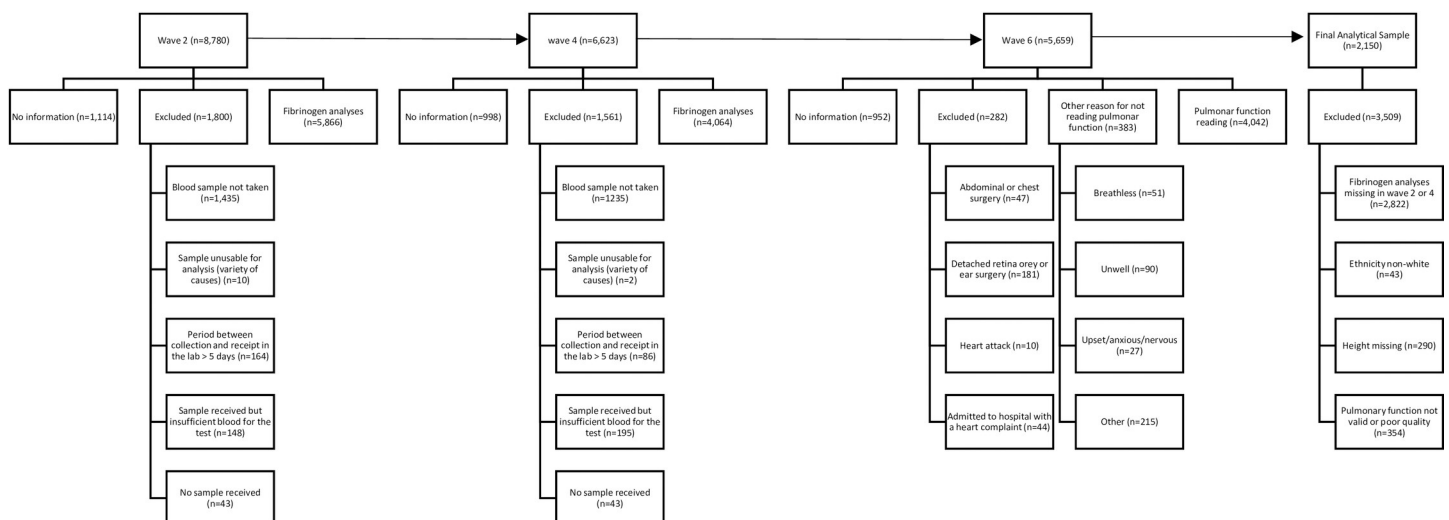 Wave 2 (n=8,780)
wave 4 (n=6,623)
Wave 6 (n=5,659)
Final Analytical Sample
(n=2,150)
No information (n=1,114)
Excluded (n=1,800)
Fibrinogen analyses
n=5,866)
No information (n=998)
Excluded (n=1,561)
Fibrinogen analyses
(n=4,064)
No information (n=952)
Excluded (n=282)
Other reason for not
reading pulmonar
function (n=383)
Pulmonar function
reading (n=4,042)
Excluded (n=3,509)
Blood sample not taken
(n=1,435)
Sample unusable for
analysis (variety of
causes) (n=10)
Period between
collection and receipt in
the lab > 5 days (n=164)
Sample received but
insufficient blood for the
test (n=148)
No sample received
(n=43)
Blood sample not taken
(n=1235)
Sample unusable for
analysis (variety of
causes) (n=2)
Period between
collection and receipt in
the lab > 5 days (n=86)
Sample received but
insufficient blood for the
test (n=195)
No sample received
(n=43)
Abdominal or chest
surgery (n=47)
Detached retina orey or
ear surgery (n=181)
Heart attack (n=10)
Admitted to hospital with
a heart complaint (n=44)
Breathless (n=51)
Unwell (n=90)
Upset/anxious/nervous
(n=27)
Other (n=215)
Fibrinogen analyses
missing in wave 2 or 4
(n=2,822)
Ethnicity non-white
(n=43)
Height missing (n=290)
Pulmonary function not
valid or poor quality
(n=354)